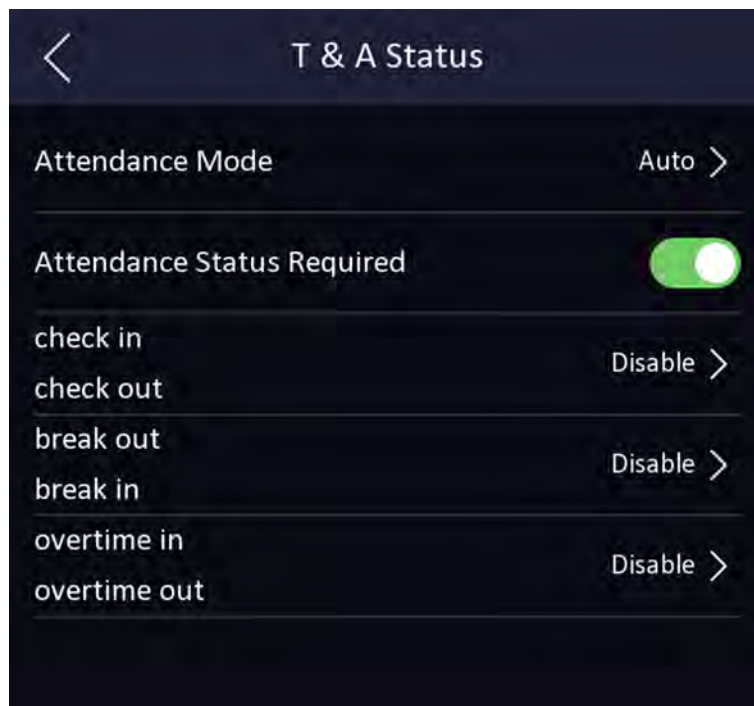 T & A Status
Attendance Mode Auto
Attendance Status Required
check in
check out Disable
break out
break in Disable
overtime in
overtime out Disable